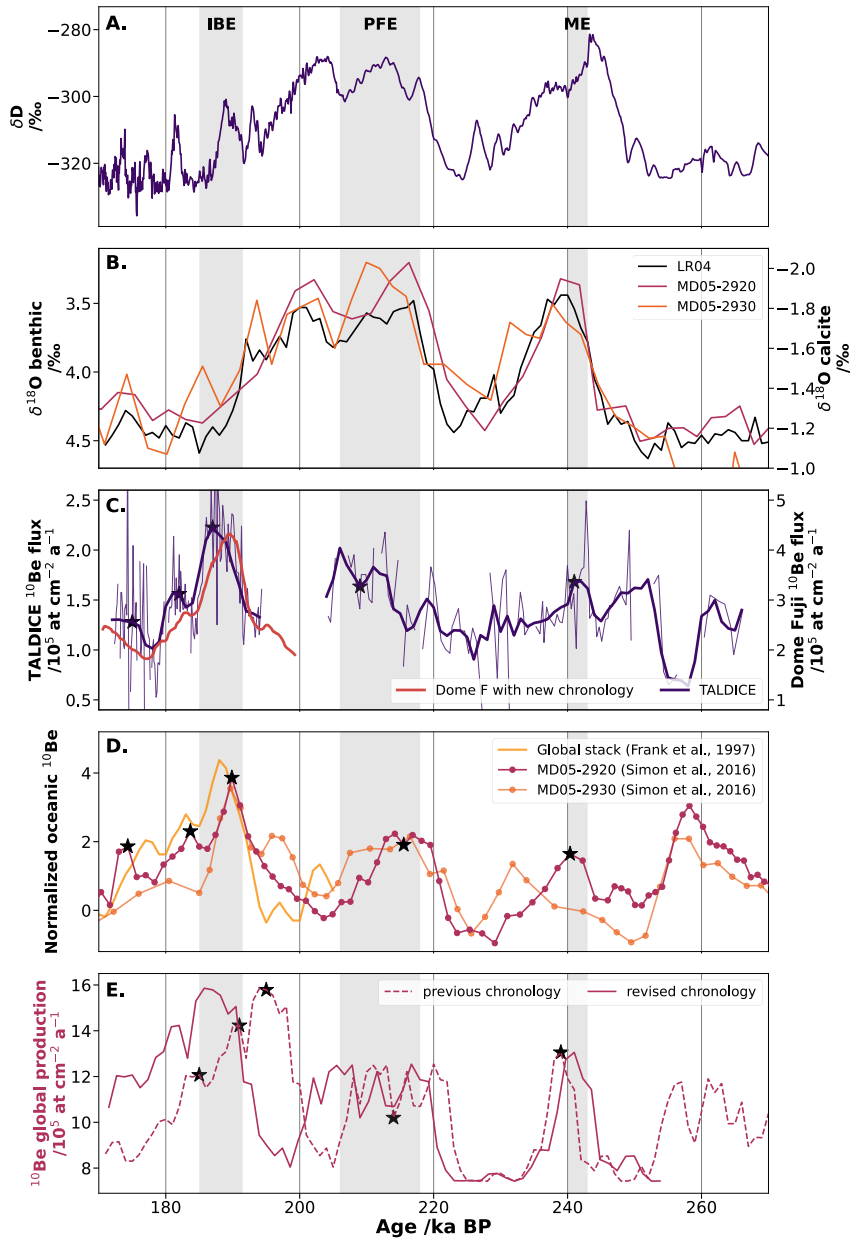 IBE PFE ME
A.
−280
−300
−320
δD
/‰
B.
3.5
4.0
4.5
δ¹⁸O benthic
/‰
LR04
MD05-2920
MD05-2930
−2.0
−1.8
−1.6
−1.4
−1.2
−1.0
δ¹⁸O calcite
/‰
C.
2.5
2.0
1.5
1.0
0.5
TALDICE ¹⁰Be flux
/10⁵ at cm⁻² a⁻¹
Dome F with new chronology
TALDICE
5
4
3
2
1
Dome Fuji ¹⁰Be flux
/10⁵ at cm⁻² a⁻¹
D.
4
2
0
Normalized oceanic ¹⁰Be
Global stack (Frank et al., 1997)
MD05-2920 (Simon et al., 2016)
MD05-2930 (Simon et al., 2016)
E.
16
14
12
10
8
¹⁰Be global production
/10⁵ at cm⁻² a⁻¹
previous chronology
revised chronology
180 200 220 240 260
Age /ka BP